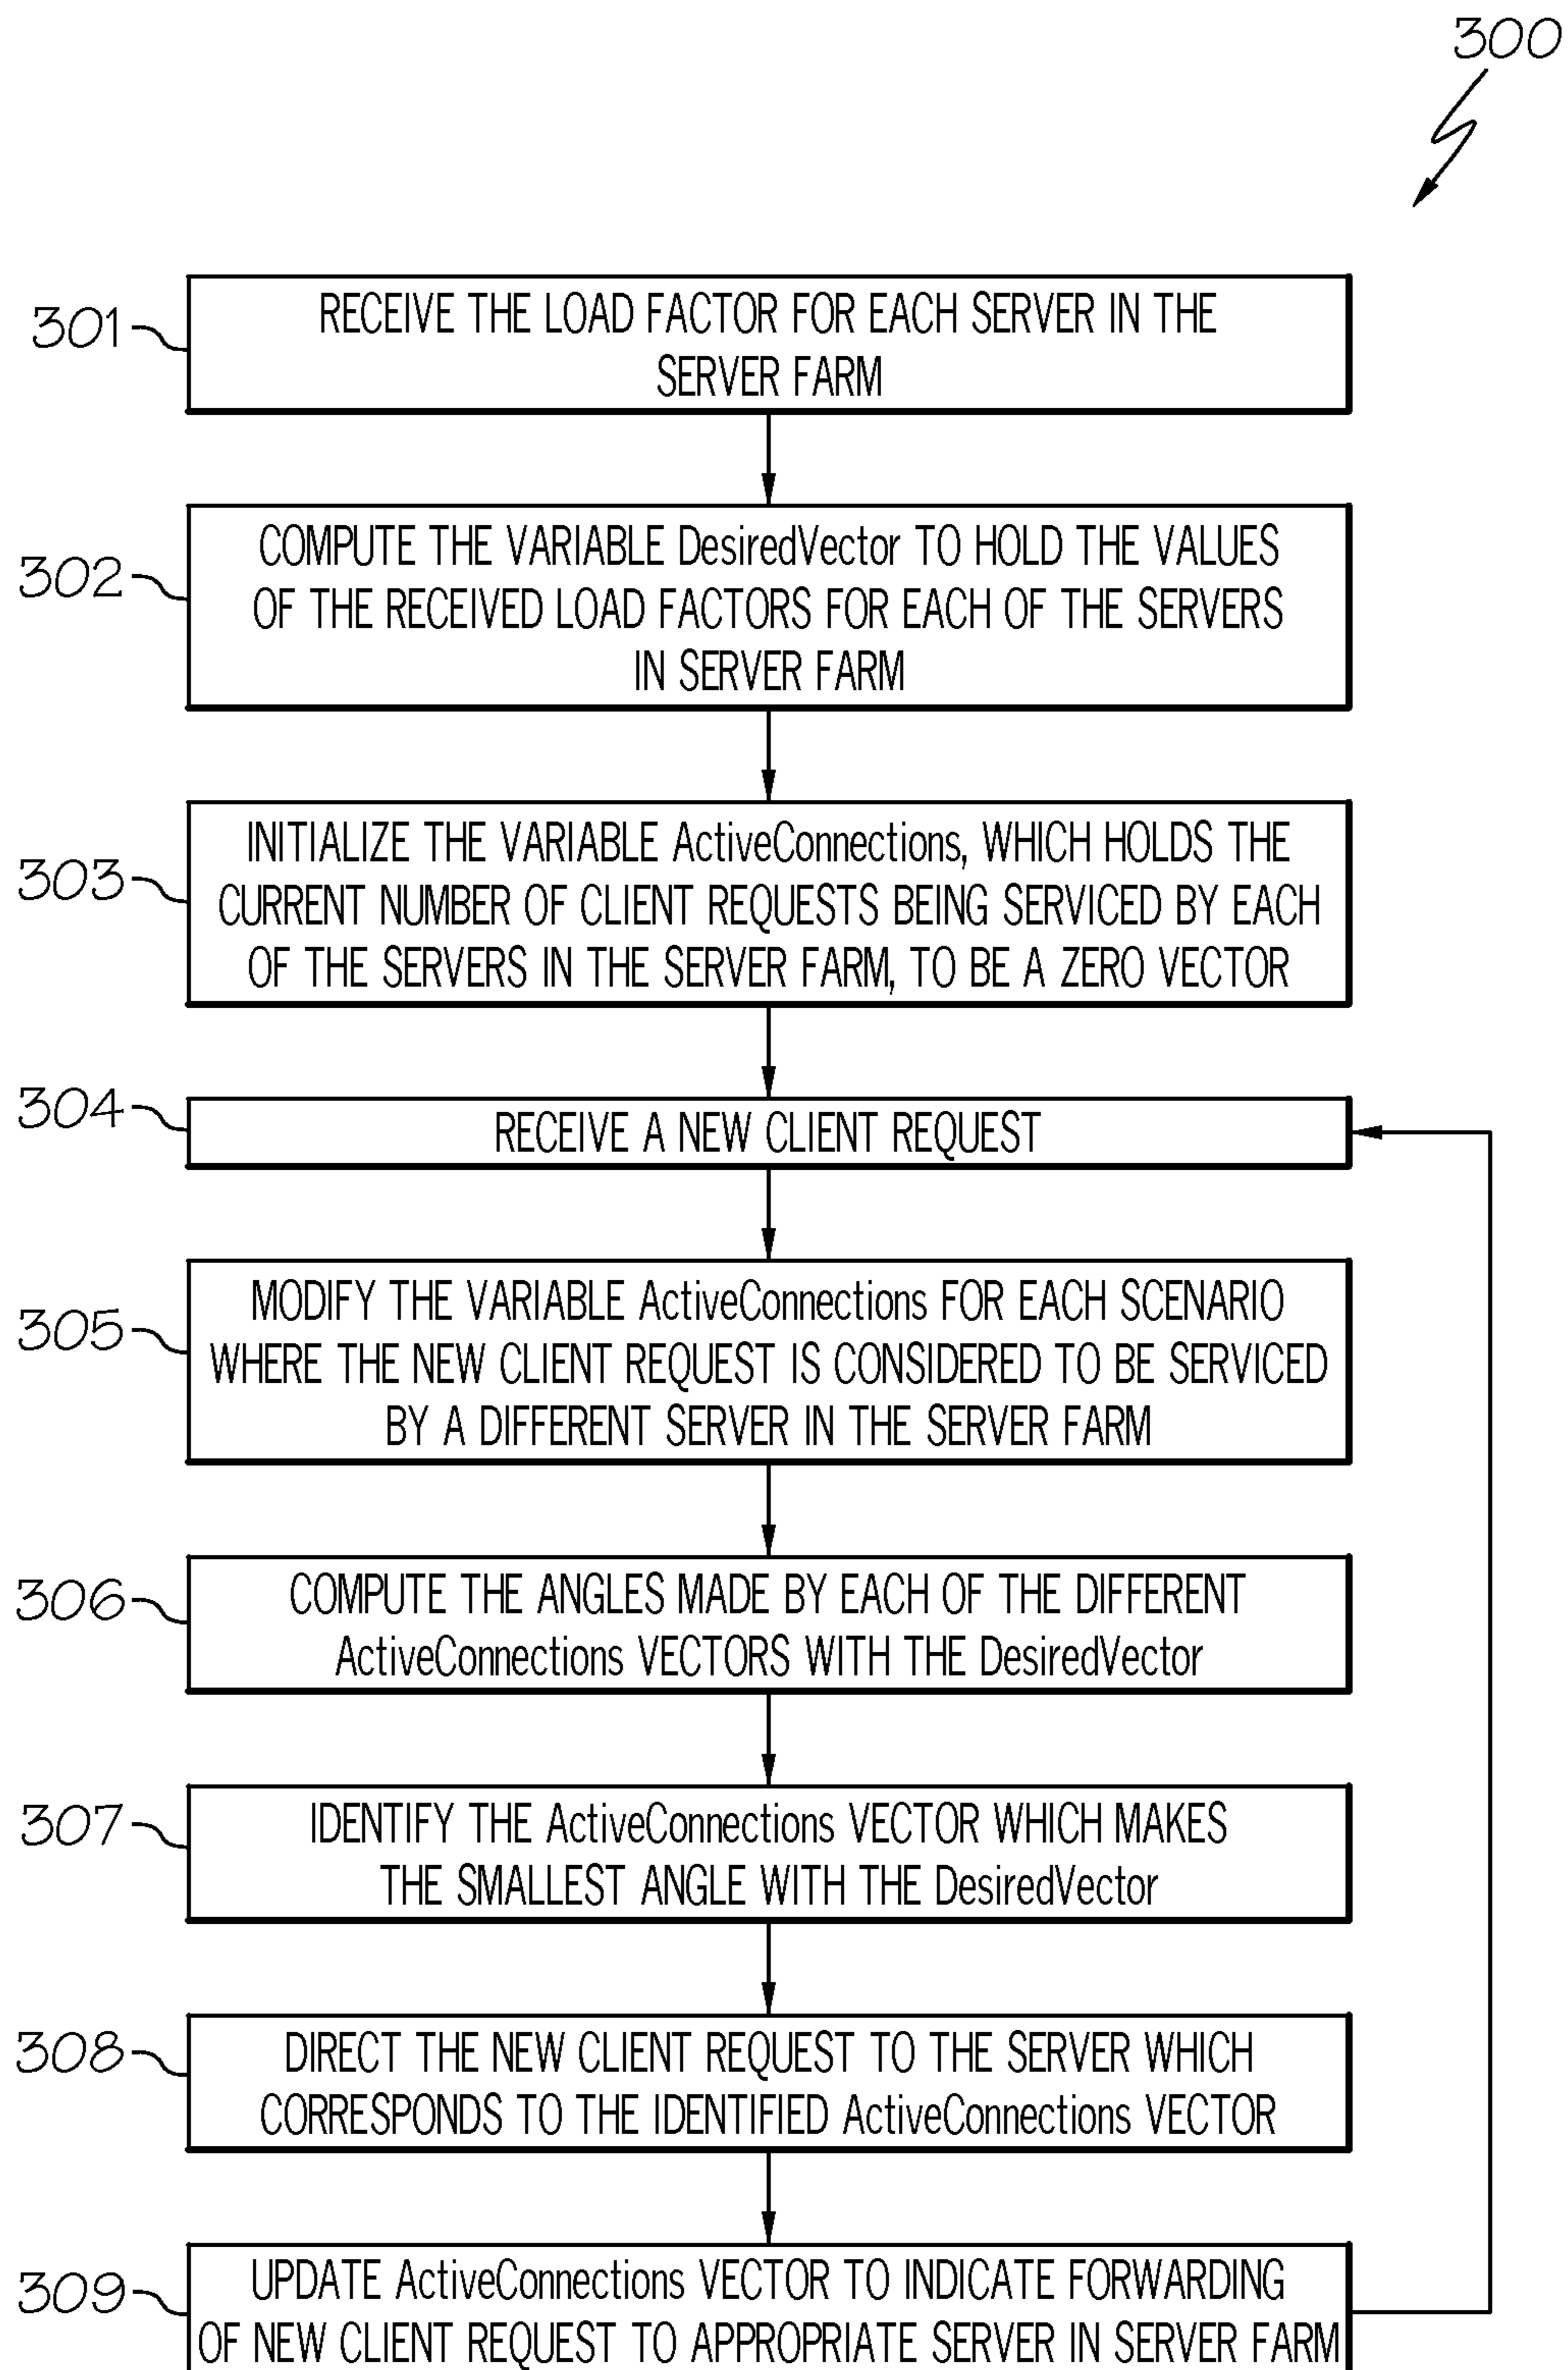 300
301
RECEIVE THE LOAD FACTOR FOR EACH SERVER IN THE
SERVER FARM
302
COMPUTE THE VARIABLE DesiredVector TO HOLD THE VALUES
OF THE RECEIVED LOAD FACTORS FOR EACH OF THE SERVERS
IN SERVER FARM
303
INITIALIZE THE VARIABLE ActiveConnections, WHICH HOLDS THE
CURRENT NUMBER OF CLIENT REQUESTS BEING SERVICED BY EACH
OF THE SERVERS IN THE SERVER FARM, TO BE A ZERO VECTOR
304
RECEIVE A NEW CLIENT REQUEST
305
MODIFY THE VARIABLE ActiveConnections FOR EACH SCENARIO
WHERE THE NEW CLIENT REQUEST IS CONSIDERED TO BE SERVICED
BY A DIFFERENT SERVER IN THE SERVER FARM
306
COMPUTE THE ANGLES MADE BY EACH OF THE DIFFERENT
ActiveConnections VECTORS WITH THE DesiredVector
307
IDENTIFY THE ActiveConnections VECTOR WHICH MAKES
THE SMALLEST ANGLE WITH THE DesiredVector
308
DIRECT THE NEW CLIENT REQUEST TO THE SERVER WHICH
CORRESPONDS TO THE IDENTIFIED ActiveConnections VECTOR
309
UPDATE ActiveConnections VECTOR TO INDICATE FORWARDING
OF NEW CLIENT REQUEST TO APPROPRIATE SERVER IN SERVER FARM